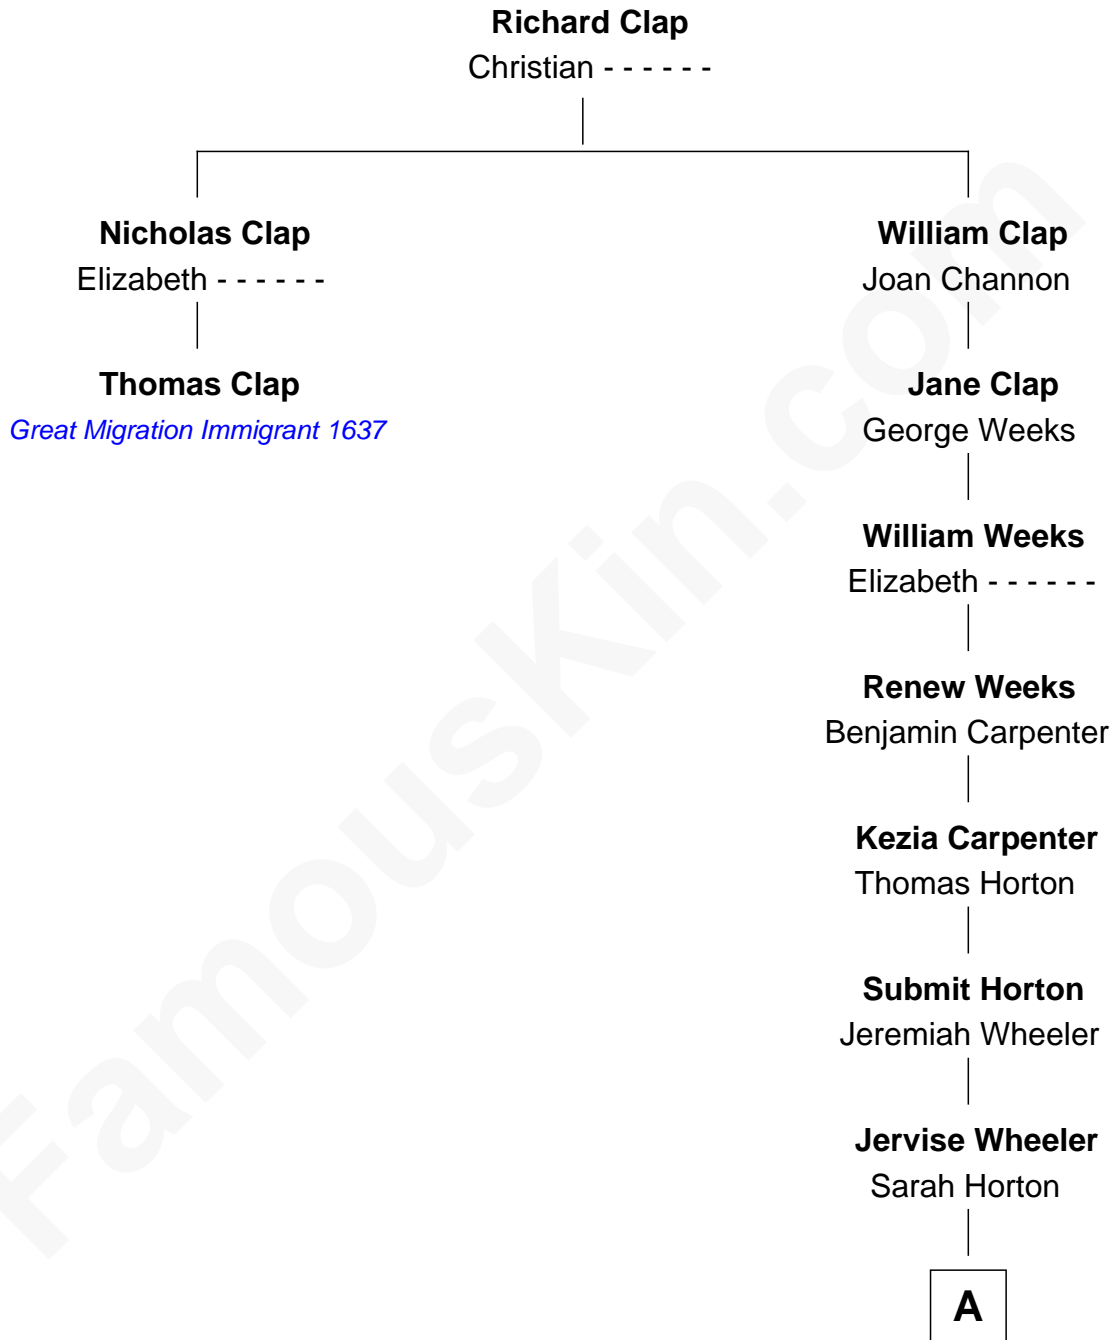 Richard Clap
Christian - - - - - -
Nicholas Clap
Elizabeth - - - - - -
Thomas Clap
Great Migration Immigrant 1637
William Clap
Joan Channon
Jane Clap
George Weeks
William Weeks
Elizabeth - - - - - -
Renew Weeks
Benjamin Carpenter
Kezia Carpenter
Thomas Horton
Submit Horton
Jeremiah Wheeler
Jervise Wheeler
Sarah Horton
A
FamousKin.com